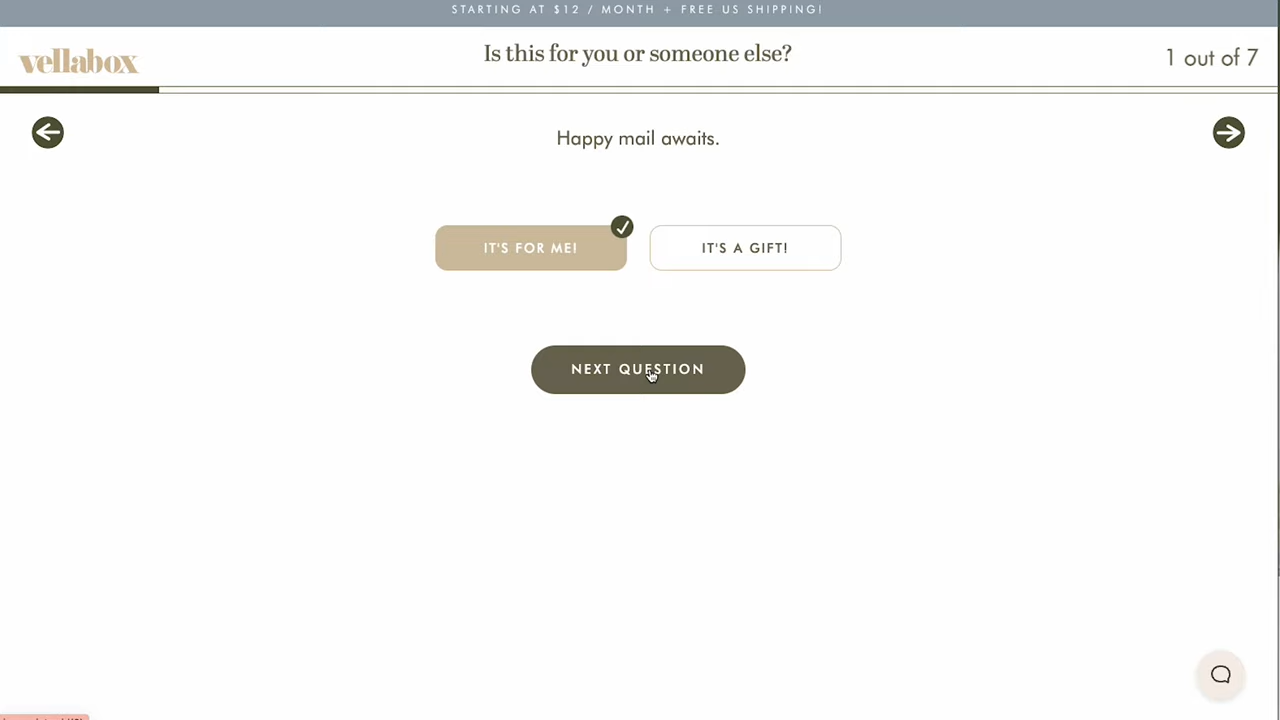 STARTING AT $12 / MONTH + FREE US SHIPPING!
vellabox
Is this for you or someone else?
1 out of 7
Happy mail awaits.
IT'S FOR ME!
IT'S A GIFT!
NEXT QUESTION